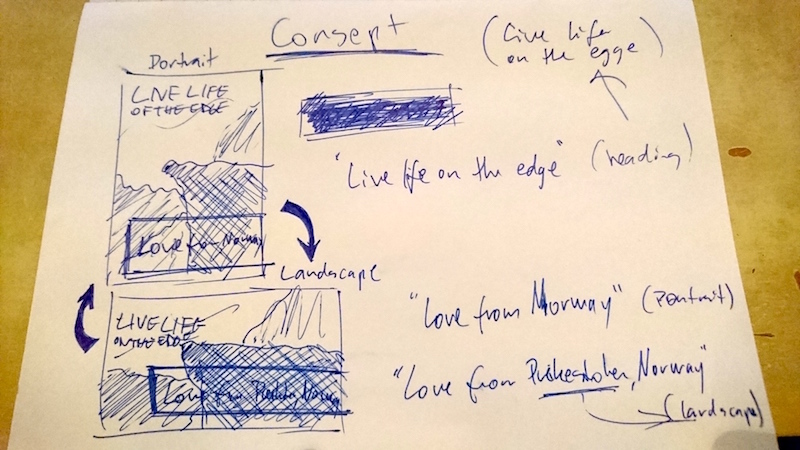 Consept
(Live life
on the egge)
Portrait
LIVE LIFE
OF THE EDGE
"Live life on the edge" (heading)
Love from Norway
Landscape
"Love from Norway" (Portrait)
LIVE LIFE
ON THE EDGE
Love from Norway
"Love from , Norway"
(landscape)